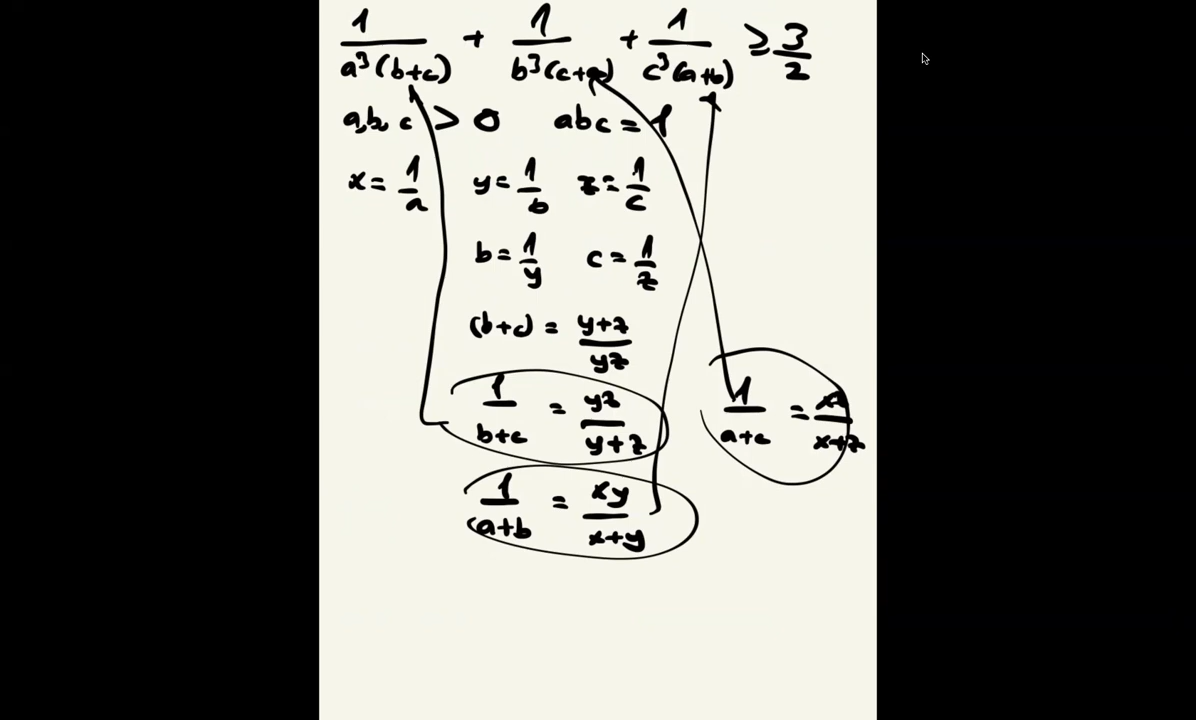 1/(a³(b+c)) + 1/(b³(c+a)) + 1/(c³(a+b)) ≥ 3/2
a,b, c > 0 abc = 1
x = 1/a y = 1/b z = 1/c
b = 1/y c = 1/z
(b+c) = (y+z)/(yz)
1/(b+c) = yz/(y+z) 1/(a+c) = xz/(x+z)
1/(a+b) = xy/(x+y)